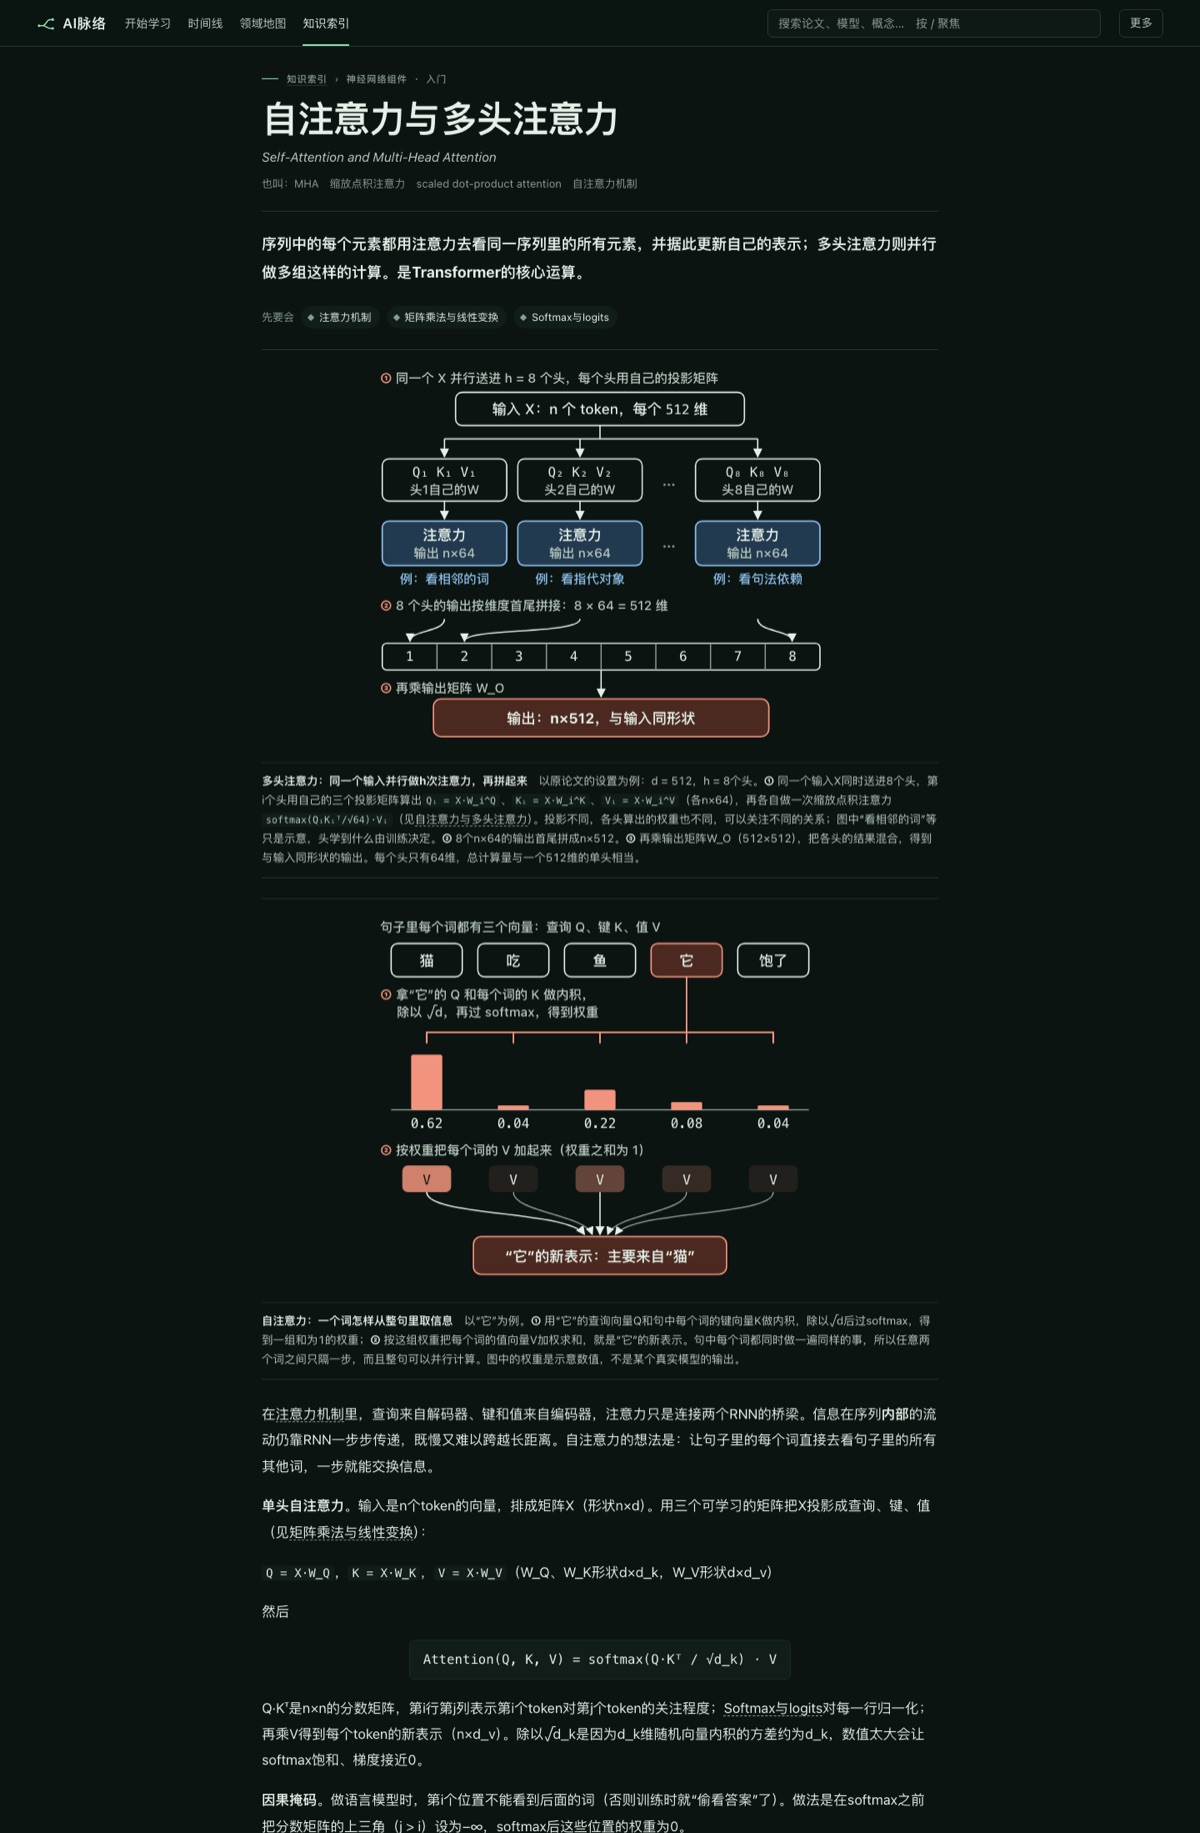 AI脉络 开始学习 时间线 领域地图 知识索引 搜索论文、模型、概念… 按 / 聚焦 更多
知识索引 › 神经网络组件 · 入门
自注意力与多头注意力
Self-Attention and Multi-Head Attention
也叫：MHA 缩放点积注意力 scaled dot-product attention 自注意力机制
序列中的每个元素都用注意力去看同一序列里的所有元素，并据此更新自己的表示；多头注意力则并行
做多组这样的计算。是Transformer的核心运算。
先要会 ◆ 注意力机制 ◆ 矩阵乘法与线性变换 ◆ Softmax与logits
① 同一个 X 并行送进 h = 8 个头，每个头用自己的投影矩阵
输入 X：n 个 token，每个 512 维
Q₁ K₁ V₁ Q₂ K₂ V₂ Q₈ K₈ V₈
头1自己的W 头2自己的W … 头8自己的W
注意力 注意力 注意力
输出 n×64 输出 n×64 … 输出 n×64
例：看相邻的词 例：看指代对象 例：看句法依赖
② 8 个头的输出按维度首尾拼接：8 × 64 = 512 维
1 2 3 4 5 6 7 8
③ 再乘输出矩阵 W_O
输出：n×512，与输入同形状
多头注意力：同一个输入并行做h次注意力，再拼起来 以原论文的设置为例：d = 512，h = 8个头。① 同一个输入X同时送进8个头，第
i个头用自己的三个投影矩阵算出 Qᵢ = X·W_i^Q 、 Kᵢ = X·W_i^K 、 Vᵢ = X·W_i^V （各n×64），再各自做一次缩放点积注意力
softmax(QᵢKᵢᵀ/√64)·Vᵢ （见自注意力与多头注意力）。投影不同，各头算出的权重也不同，可以关注不同的关系；图中“看相邻的词”等
只是示意，头学到什么由训练决定。② 8个n×64的输出首尾拼成n×512。③ 再乘输出矩阵W_O（512×512），把各头的结果混合，得到
与输入同形状的输出。每个头只有64维，总计算量与一个512维的单头相当。
句子里每个词都有三个向量：查询 Q、键 K、值 V
猫 吃 鱼 它 饱了
① 拿“它”的 Q 和每个词的 K 做内积，
除以 √d，再过 softmax，得到权重
0.62 0.04 0.22 0.08 0.04
② 按权重把每个词的 V 加起来（权重之和为 1）
V V V V V
“它”的新表示：主要来自“猫”
自注意力：一个词怎样从整句里取信息 以“它”为例。① 用“它”的查询向量Q和句中每个词的键向量K做内积，除以√d后过softmax，得
到一组和为1的权重；② 按这组权重把每个词的值向量V加权求和，就是“它”的新表示。句中每个词都同时做一遍同样的事，所以任意两
个词之间只隔一步，而且整句可以并行计算。图中的权重是示意数值，不是某个真实模型的输出。
在注意力机制里，查询来自解码器、键和值来自编码器，注意力只是连接两个RNN的桥梁。信息在序列内部的流
动仍靠RNN一步步传递，既慢又难以跨越长距离。自注意力的想法是：让句子里的每个词直接去看句子里的所有
其他词，一步就能交换信息。
单头自注意力。输入是n个token的向量，排成矩阵X（形状n×d）。用三个可学习的矩阵把X投影成查询、键、值
（见矩阵乘法与线性变换）：
Q = X·W_Q ， K = X·W_K ， V = X·W_V （W_Q、W_K形状d×d_k，W_V形状d×d_v）
然后
Attention(Q, K, V) = softmax(Q·Kᵀ / √d_k) · V
Q·Kᵀ是n×n的分数矩阵，第i行第j列表示第i个token对第j个token的关注程度；Softmax与logits对每一行归一化；
再乘V得到每个token的新表示（n×d_v）。除以√d_k是因为d_k维随机向量内积的方差约为d_k，数值太大会让
softmax饱和、梯度接近0。
因果掩码。做语言模型时，第i个位置不能看到后面的词（否则训练时就“偷看答案”了）。做法是在softmax之前
把分数矩阵的上三角（j > i）设为−∞，softmax后这些位置的权重为0。